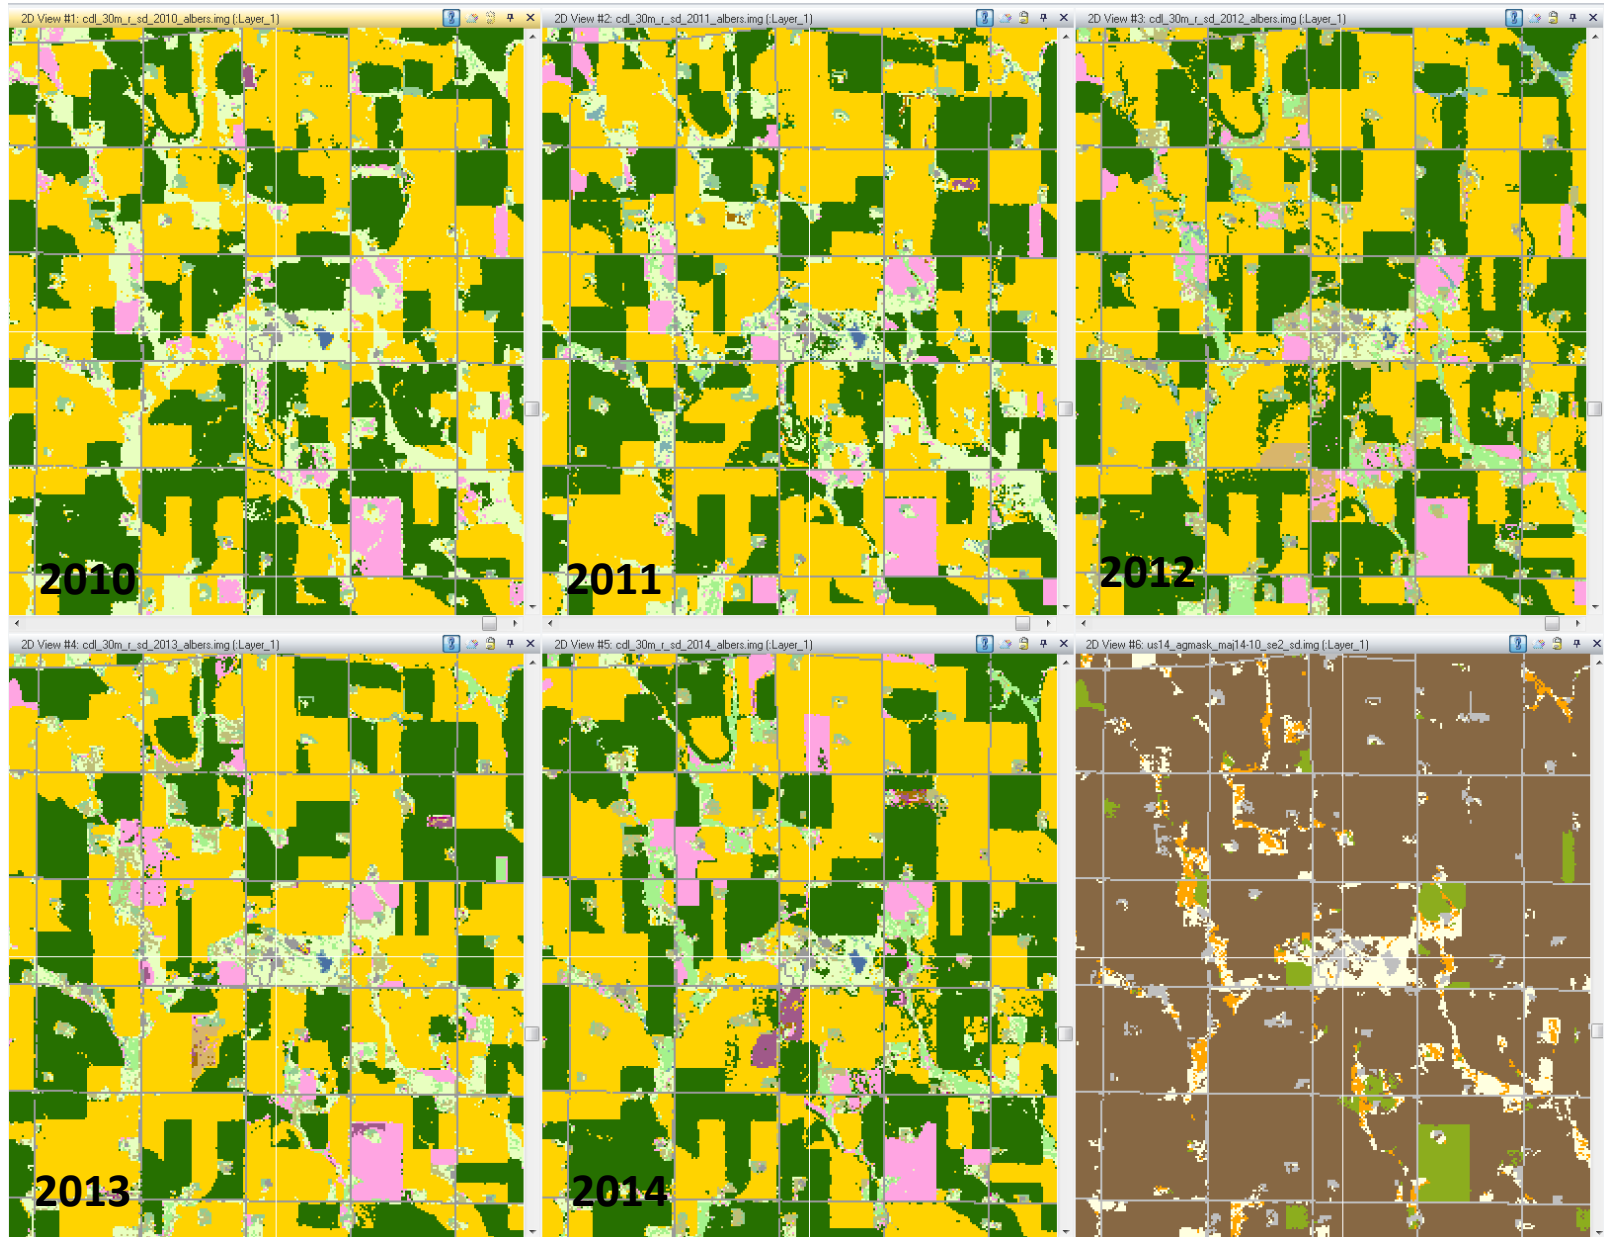 2D View #1: cdl_30m_r_sd_2010_albers.img (:Layer_1)
2D View #2: cdl_30m_r_sd_2011_albers.img (:Layer_1)
2D View #3: cdl_30m_r_sd_2012_albers.img (:Layer_1)
2010
2011
2012
2D View #4: cdl_30m_r_sd_2013_albers.img (:Layer_1)
2D View #5: cdl_30m_r_sd_2014_albers.img (:Layer_1)
2D View #6: us14_agmask_maj14-10_se2_sd.img (:Layer_1)
2013
2014